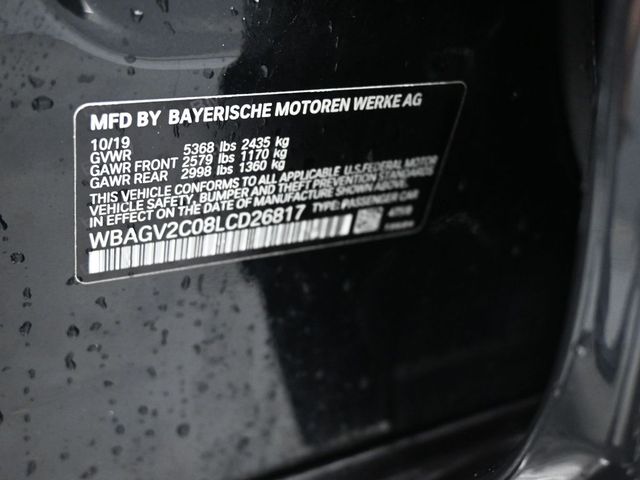 MFD BY BAYERISCHE MOTOREN WERKE AG
10/19
GVWR 5368 lbs 2435 kg
GAWR FRONT 2579 lbs 1170 kg
GAWR REAR 2998 lbs 1360 kg
THIS VEHICLE CONFORMS TO ALL APPLICABLE U.S.FEDERAL MOTOR
VEHICLE SAFETY, BUMPER AND THEFT PREVENTION STANDARDS
IN EFFECT ON THE DATE OF MANUFACTURE SHOWN ABOVE.
WBAGV2C08LCD26817 TYPE: PASSENGER CAR